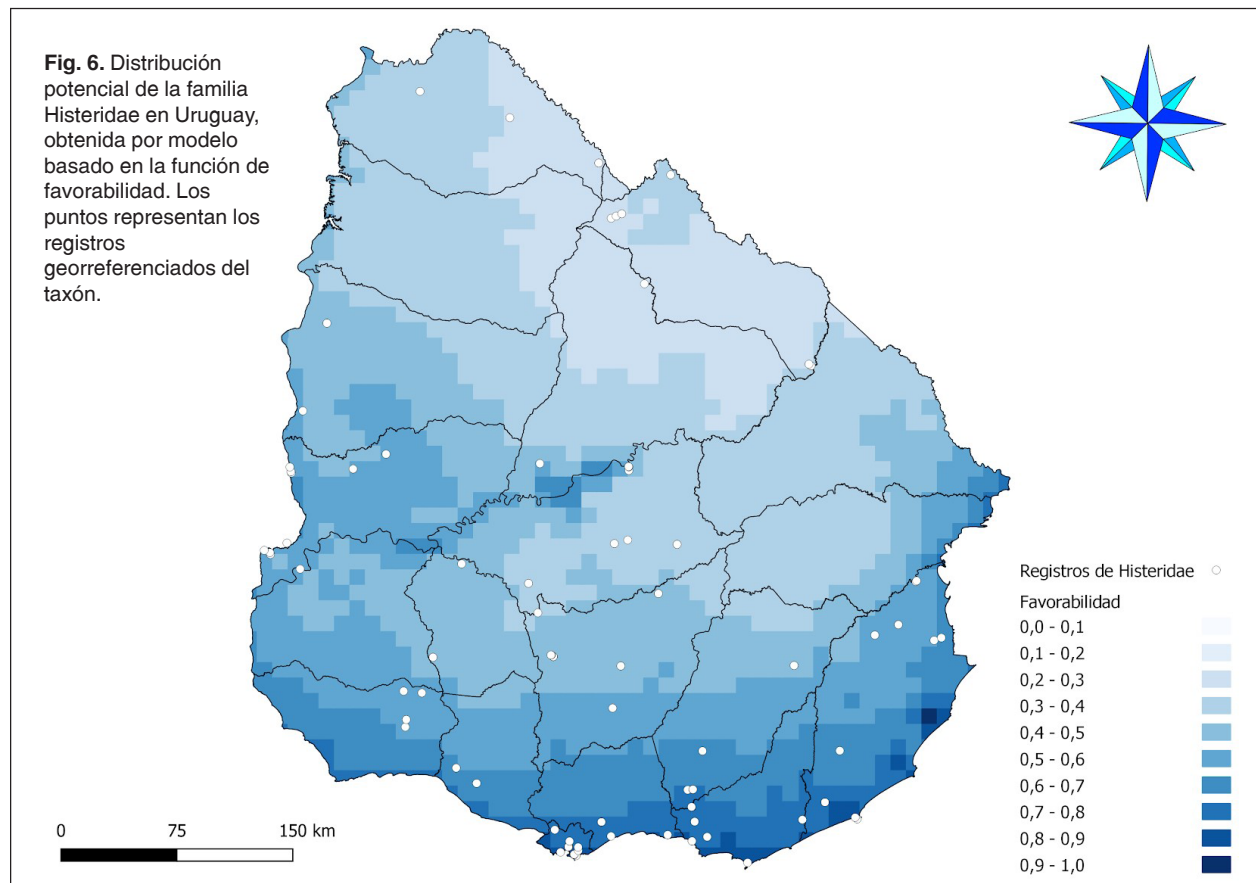 Fig. 6. Distribución
potencial de la familia
Histeridae en Uruguay,
obtenida por modelo
basado en la función de
favorabilidad. Los
puntos representan los
registros
georreferenciados del
taxón.
Registros de Histeridae
Favorabilidad
0,0 - 0,1
0,1 - 0,2
0,2 - 0,3
0,3 - 0,4
0,4 - 0,5
0,5 - 0,6
0,6 - 0,7
0,7 - 0,8
0,8 - 0,9
0,9 - 1,0
0 75 150 km